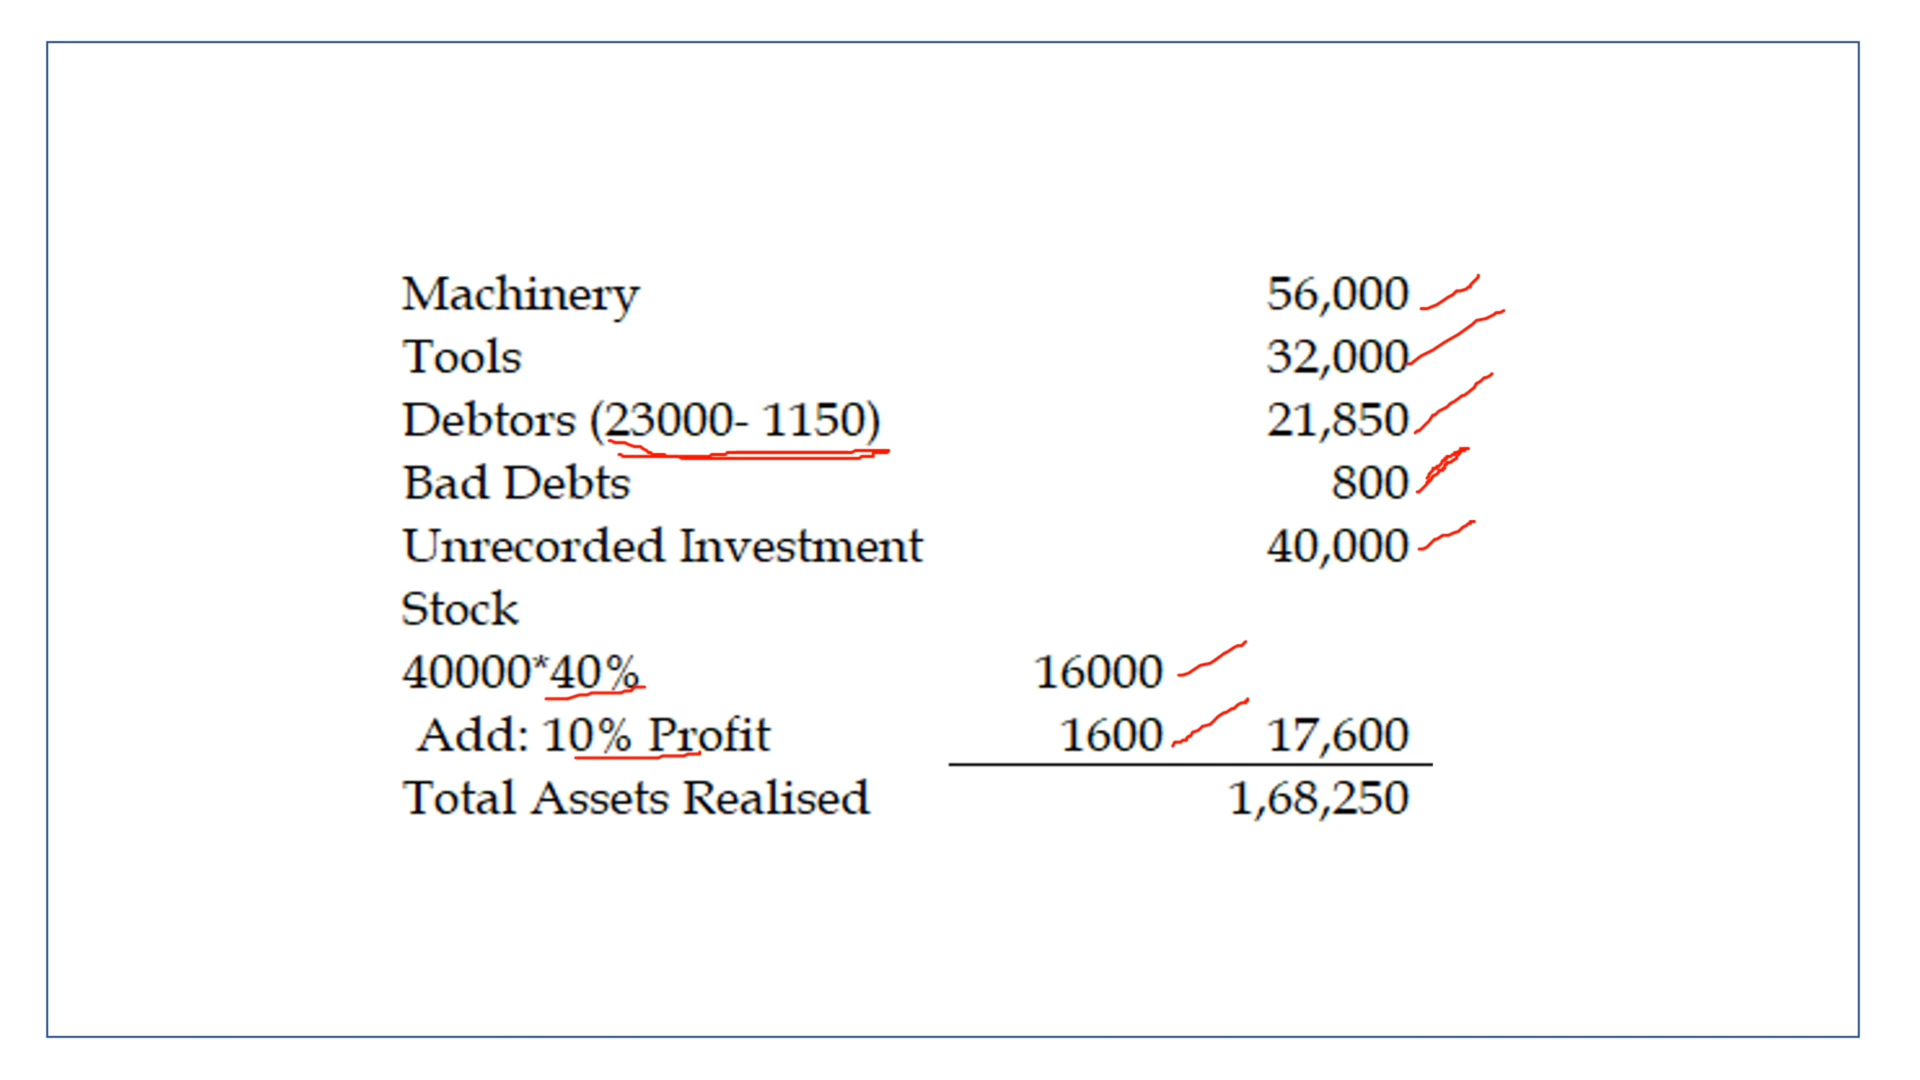 Machinery 56,000
Tools 32,000
Debtors (23000- 1150) 21,850
Bad Debts 800
Unrecorded Investment 40,000
Stock
40000*40% 16000
Add: 10% Profit 1600 17,600
Total Assets Realised 1,68,250